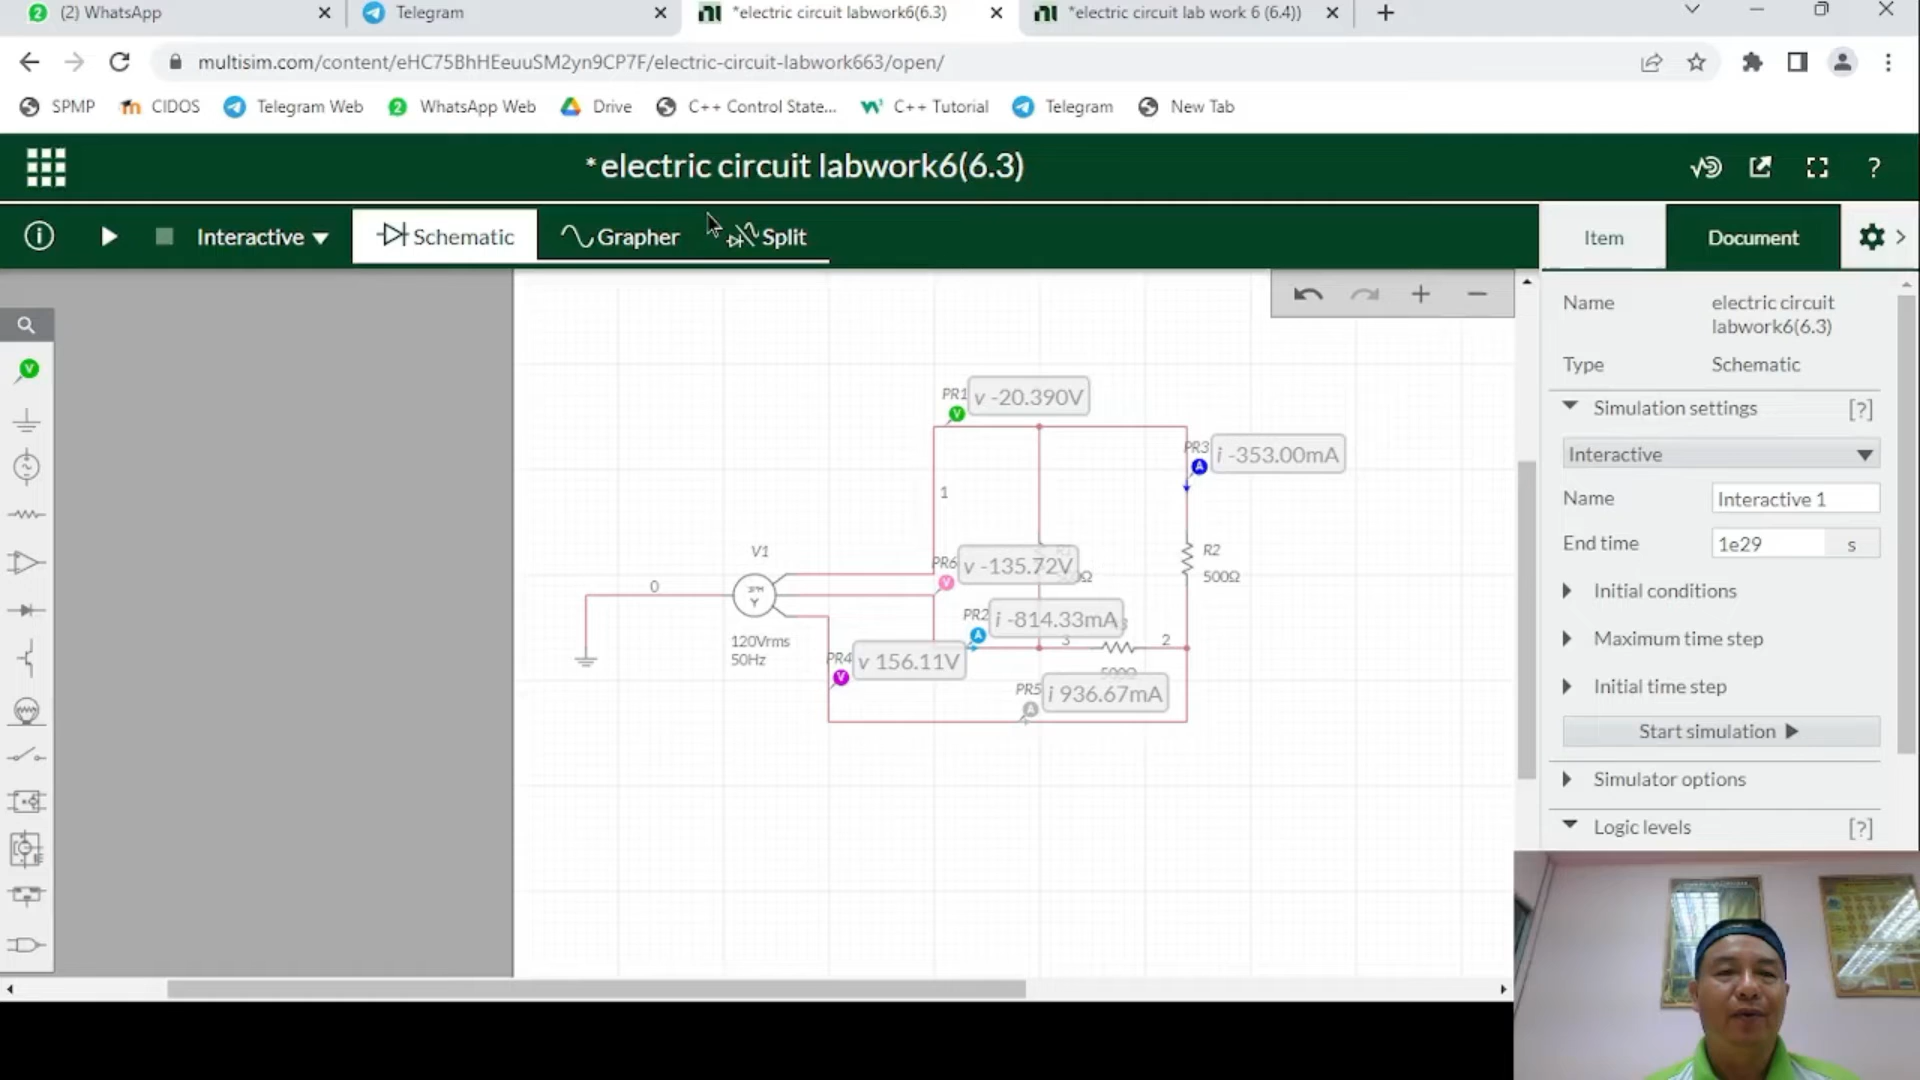 (2) WhatsApp
Telegram
*electric circuit labwork6(6.3)
*electric circuit lab work 6 (6.4))
multisim.com/content/eHC75BhHEeuuSM2yn9CP7F/electric-circuit-labwork663/open/
SPMP
CIDOS
Telegram Web
WhatsApp Web
Drive
C++ Control State...
C++ Tutorial
Telegram
New Tab
*electric circuit labwork6(6.3)
Interactive
Schematic
Grapher
Split
Item
Document
Name
electric circuit
labwork6(6.3)
Type
Schematic
Simulation settings
[?]
Interactive
Name
Interactive 1
End time
1e29
s
Initial conditions
Maximum time step
Initial time step
Start simulation
Simulator options
Logic levels
[?]
PR1
v -20.390V
PR3
i -353.00mA
1
V1
PR6
v -135.72V
R2
500Ω
0
3PH
Y
120Vrms
50Hz
PR2
i -814.33mA
3
2
PR4
v 156.11V
500Ω
PR5
i 936.67mA